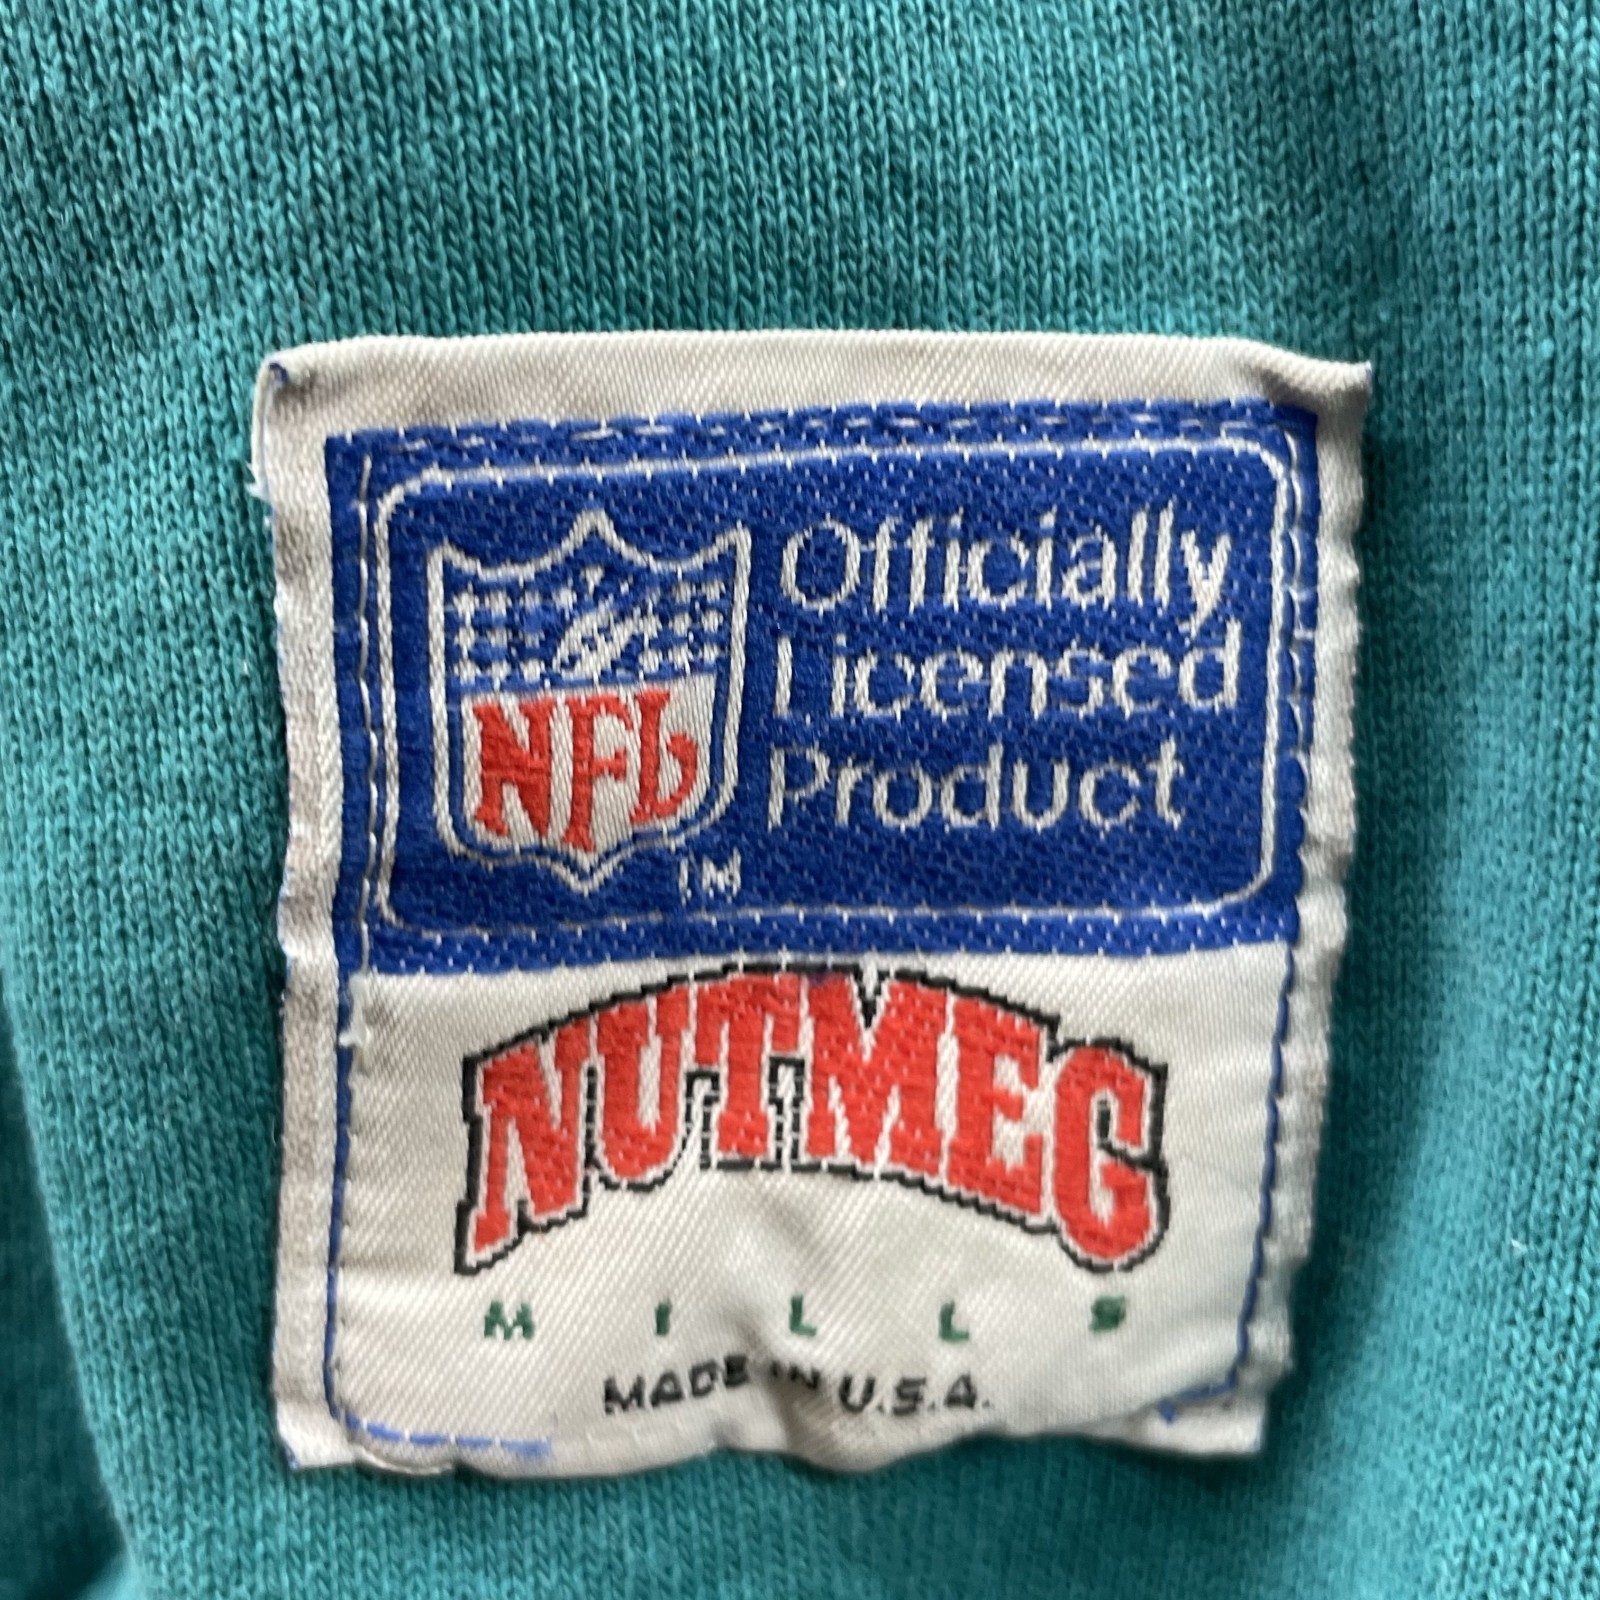 Officially
Licensed
Product
NFL
TM
NUTMEG
MILLS
MADE IN U.S.A.